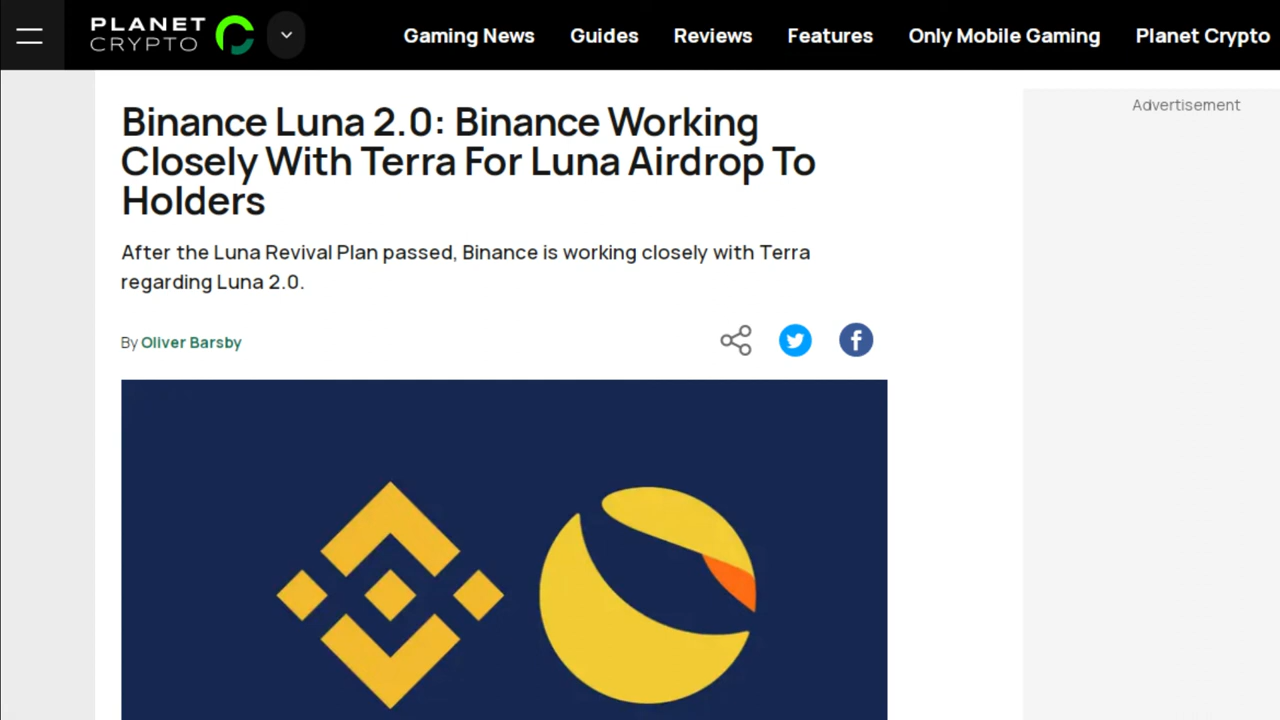 PLANET
CRYPTO
Gaming News
Guides
Reviews
Features
Only Mobile Gaming
Planet Crypto
Binance Luna 2.0: Binance Working
Closely With Terra For Luna Airdrop To
Holders
After the Luna Revival Plan passed, Binance is working closely with Terra
regarding Luna 2.0.
By Oliver Barsby
Advertisement